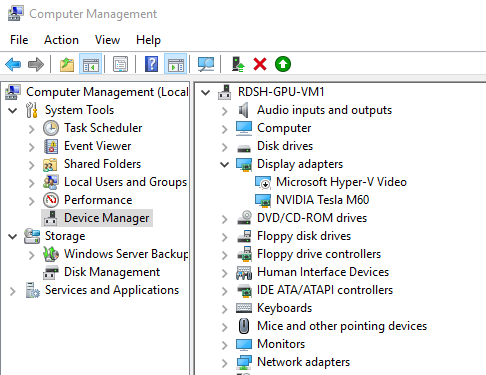 Computer Management
File Action View Help
Computer Management (Local
System Tools
Task Scheduler
Event Viewer
Shared Folders
Local Users and Groups
Performance
Device Manager
Storage
Windows Server Backup
Disk Management
Services and Applications
RDSH-GPU-VM1
Audio inputs and outputs
Computer
Disk drives
Display adapters
Microsoft Hyper-V Video
NVIDIA Tesla M60
DVD/CD-ROM drives
Floppy disk drives
Floppy drive controllers
Human Interface Devices
IDE ATA/ATAPI controllers
Keyboards
Mice and other pointing devices
Monitors
Network adapters